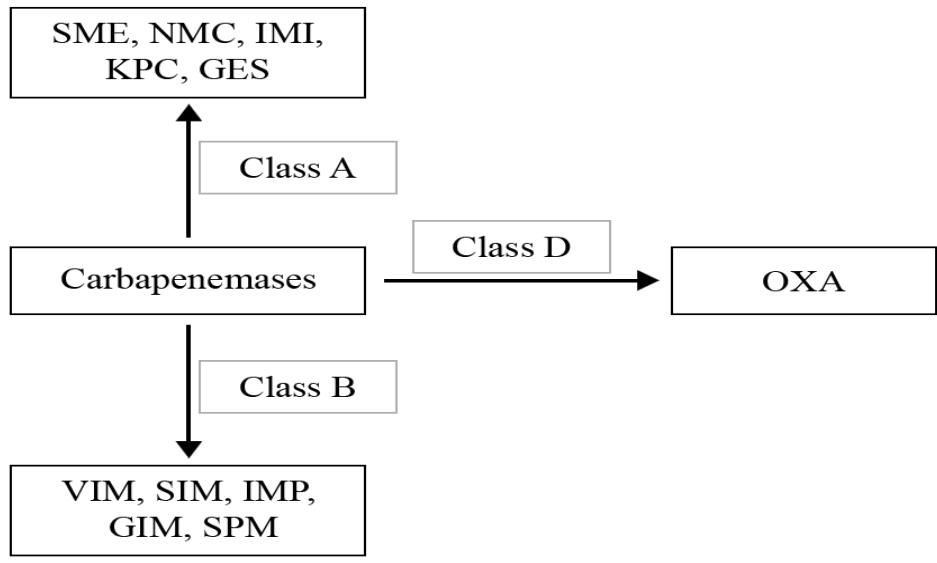 SME, NMC, IMI,
KPC, GES
Class A
Class D
Carbapenemases
OXA
Class B
VIM, SIM, IMP,
GIM, SPM